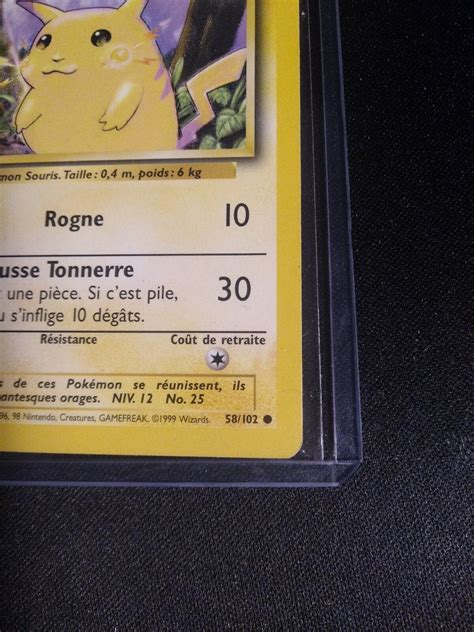 mon Souris. Taille: 0,4 m, poids: 6 kg
Rogne 10
usse Tonnerre
une pièce. Si c'est pile, 30
u s'inflige 10 dégâts.
Résistance Coût de retraite
s de ces Pokémon se réunissent, ils
antesques orages. NIV. 12 No. 25
96, 98 Nintendo, Creatures, GAMEFREAK. ©1999 Wizards. 58/102